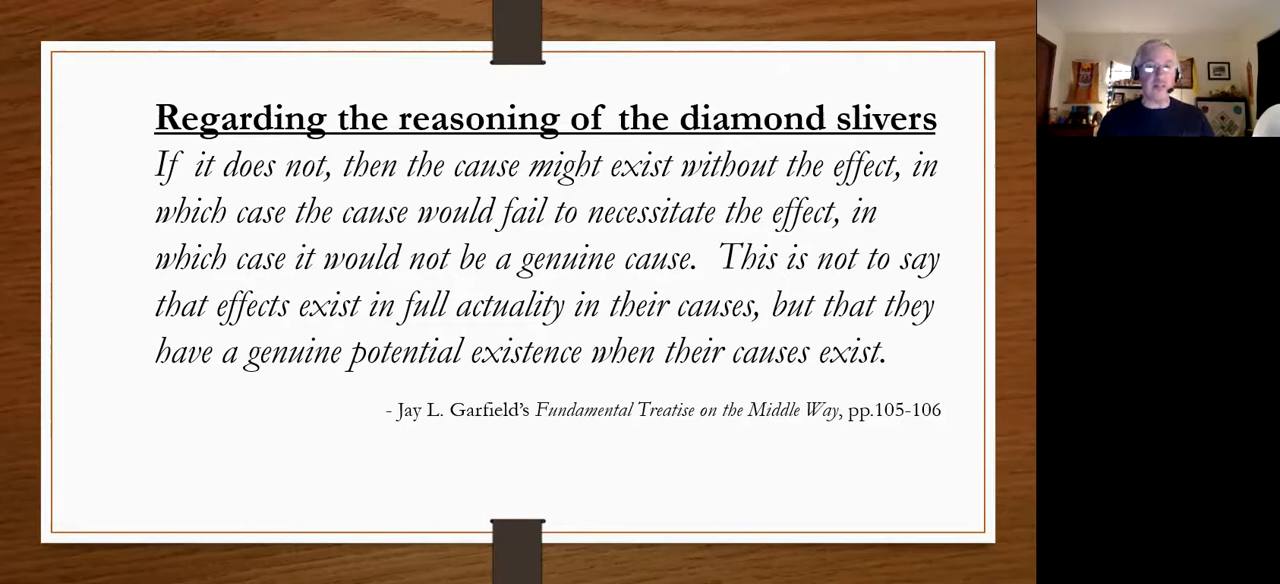 Regarding the reasoning of the diamond slivers
If it does not, then the cause might exist without the effect, in
which case the cause would fail to necessitate the effect, in
which case it would not be a genuine cause. This is not to say
that effects exist in full actuality in their causes, but that they
have a genuine potential existence when their causes exist.
- Jay L. Garfield's Fundamental Treatise on the Middle Way, pp.105-106